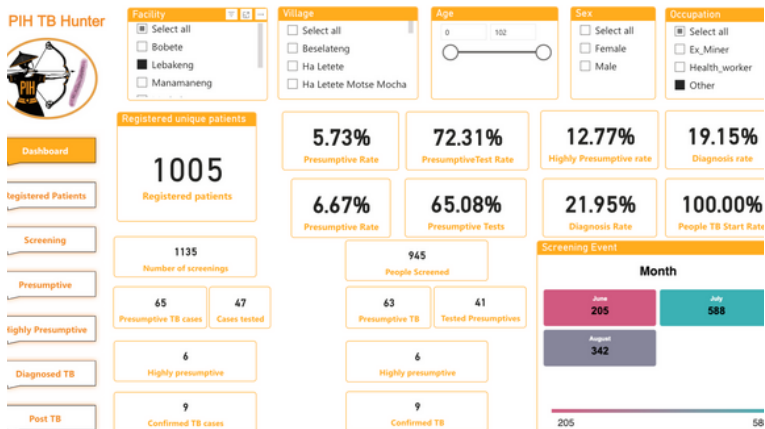 PIH TB Hunter
PIH
Dashboard
Registered Patients
Screening
Presumptive
Highly Presumptive
Diagnosed TB
Post TB
Facility
Select all
Bobete
Lebakeng
Manamaneng
Village
Select all
Beselateng
Ha Letete
Ha Letete Motse Mocha
Age
0 102
Sex
Select all
Female
Male
Occupation
Select all
Ex_Miner
Health_worker
Other
Registered unique patients
1005
Registered patients
5.73%
Presumptive Rate
72.31%
PresumptiveTest Rate
12.77%
Highly Presumptive rate
19.15%
Diagnosis rate
6.67%
Presumptive Rate
65.08%
Presumptive Tests
21.95%
Diagnosis Rate
100.00%
People TB Start Rate
1135
Number of screenings
945
People Screened
65
Presumptive TB cases
47
Cases tested
63
Presumptive TB
41
Tested Presumptives
6
Highly presumptive
6
Highly presumptive
9
Confirmed TB cases
9
Confirmed TB
Screening Event
Month
June
205
July
588
August
342
205 588